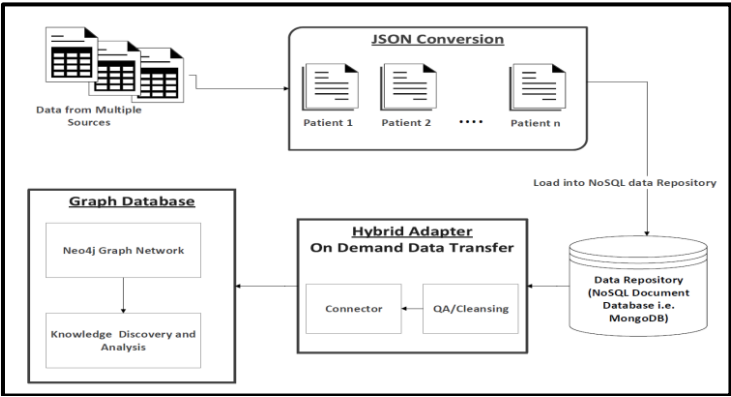 JSON Conversion
Data from Multiple
Sources
Patient 1
Patient 2
....
Patient n
Load into NoSQL data Repository
Graph Database
Neo4j Graph Network
Knowledge Discovery and
Analysis
Hybrid Adapter
On Demand Data Transfer
Connector
QA/Cleansing
Data Repository
(NoSQL Document
Database i.e.
MongoDB)